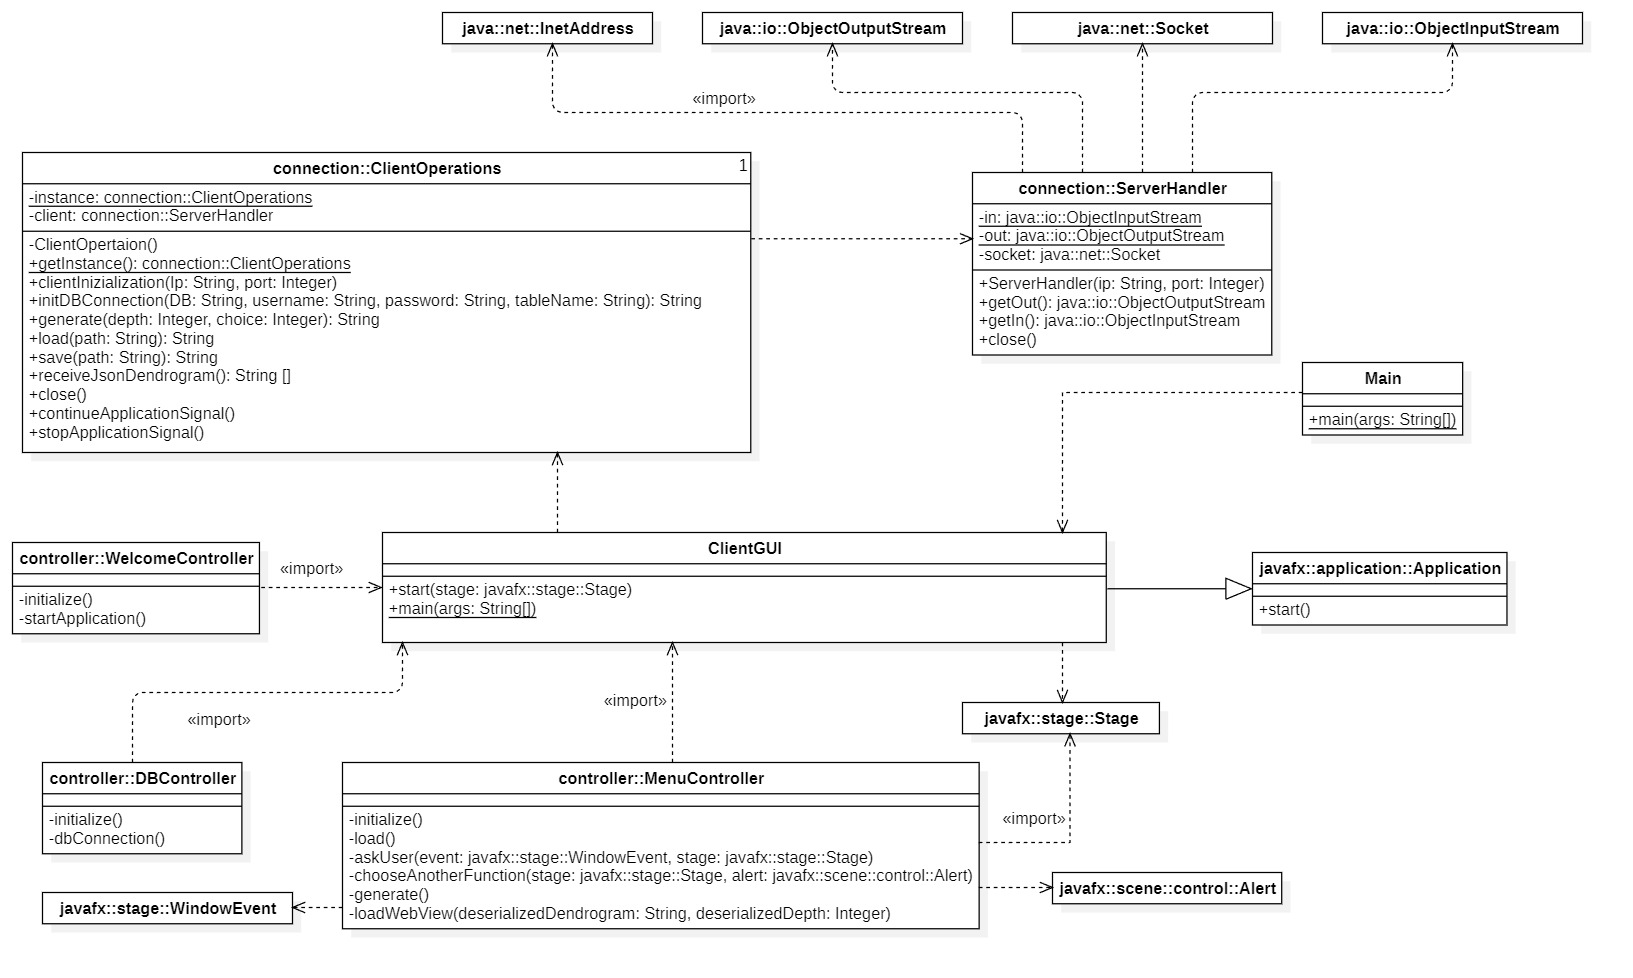 java::net::InetAddress
java::io::ObjectOutputStream
java::net::Socket
java::io::ObjectInputStream
«import»
connection::ClientOperations
1
-instance: connection::ClientOperations
-client: connection::ServerHandler
-ClientOpertaion()
+getInstance(): connection::ClientOperations
+clientInizialization(Ip: String, port: Integer)
+initDBConnection(DB: String, username: String, password: String, tableName: String): String
+generate(depth: Integer, choice: Integer): String
+load(path: String): String
+save(path: String): String
+receiveJsonDendrogram(): String []
+close()
+continueApplicationSignal()
+stopApplicationSignal()
connection::ServerHandler
-in: java::io::ObjectInputStream
-out: java::io::ObjectOutputStream
-socket: java::net::Socket
+ServerHandler(ip: String, port: Integer)
+getOut(): java::io::ObjectOutputStream
+getIn(): java::io::ObjectInputStream
+close()
Main
+main(args: String[])
controller::WelcomeController
-initialize()
-startApplication()
«import»
ClientGUI
+start(stage: javafx::stage::Stage)
+main(args: String[])
javafx::application::Application
+start()
«import»
«import»
javafx::stage::Stage
controller::DBController
-initialize()
-dbConnection()
controller::MenuController
-initialize()
-load()
-askUser(event: javafx::stage::WindowEvent, stage: javafx::stage::Stage)
-chooseAnotherFunction(stage: javafx::stage::Stage, alert: javafx::scene::control::Alert)
-generate()
-loadWebView(deserializedDendrogram: String, deserializedDepth: Integer)
«import»
javafx::stage::WindowEvent
javafx::scene::control::Alert